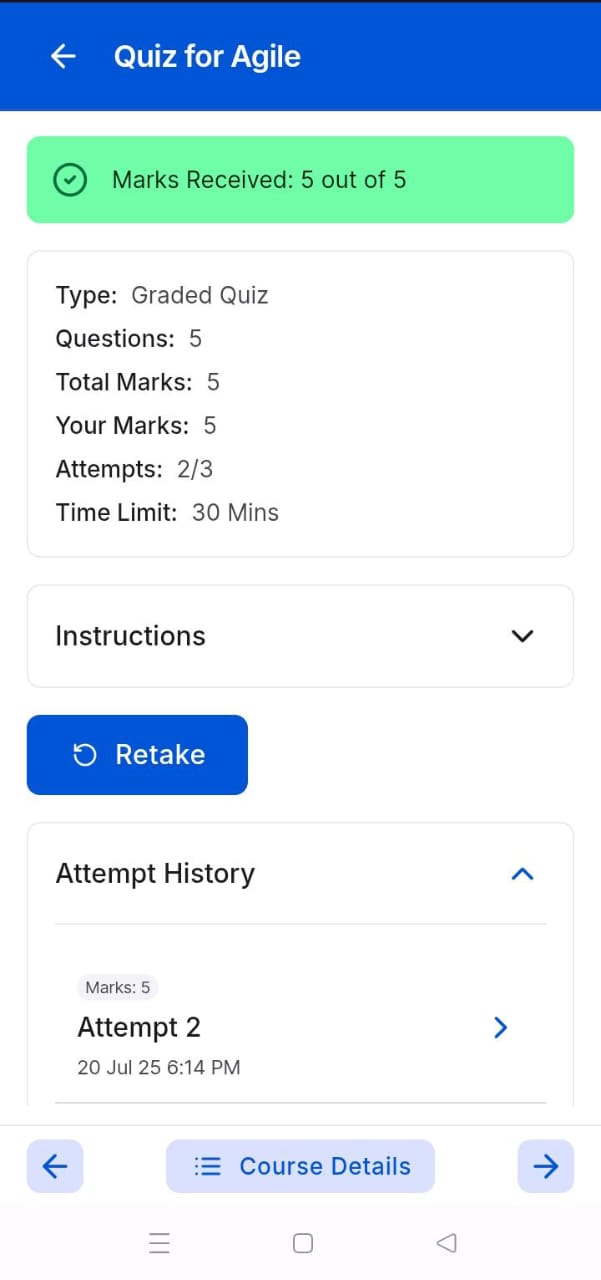 Quiz for Agile
Marks Received: 5 out of 5
Type: Graded Quiz
Questions: 5
Total Marks: 5
Your Marks: 5
Attempts: 2/3
Time Limit: 30 Mins
Instructions
Retake
Attempt History
Marks: 5
Attempt 2
20 Jul 25 6:14 PM
Course Details